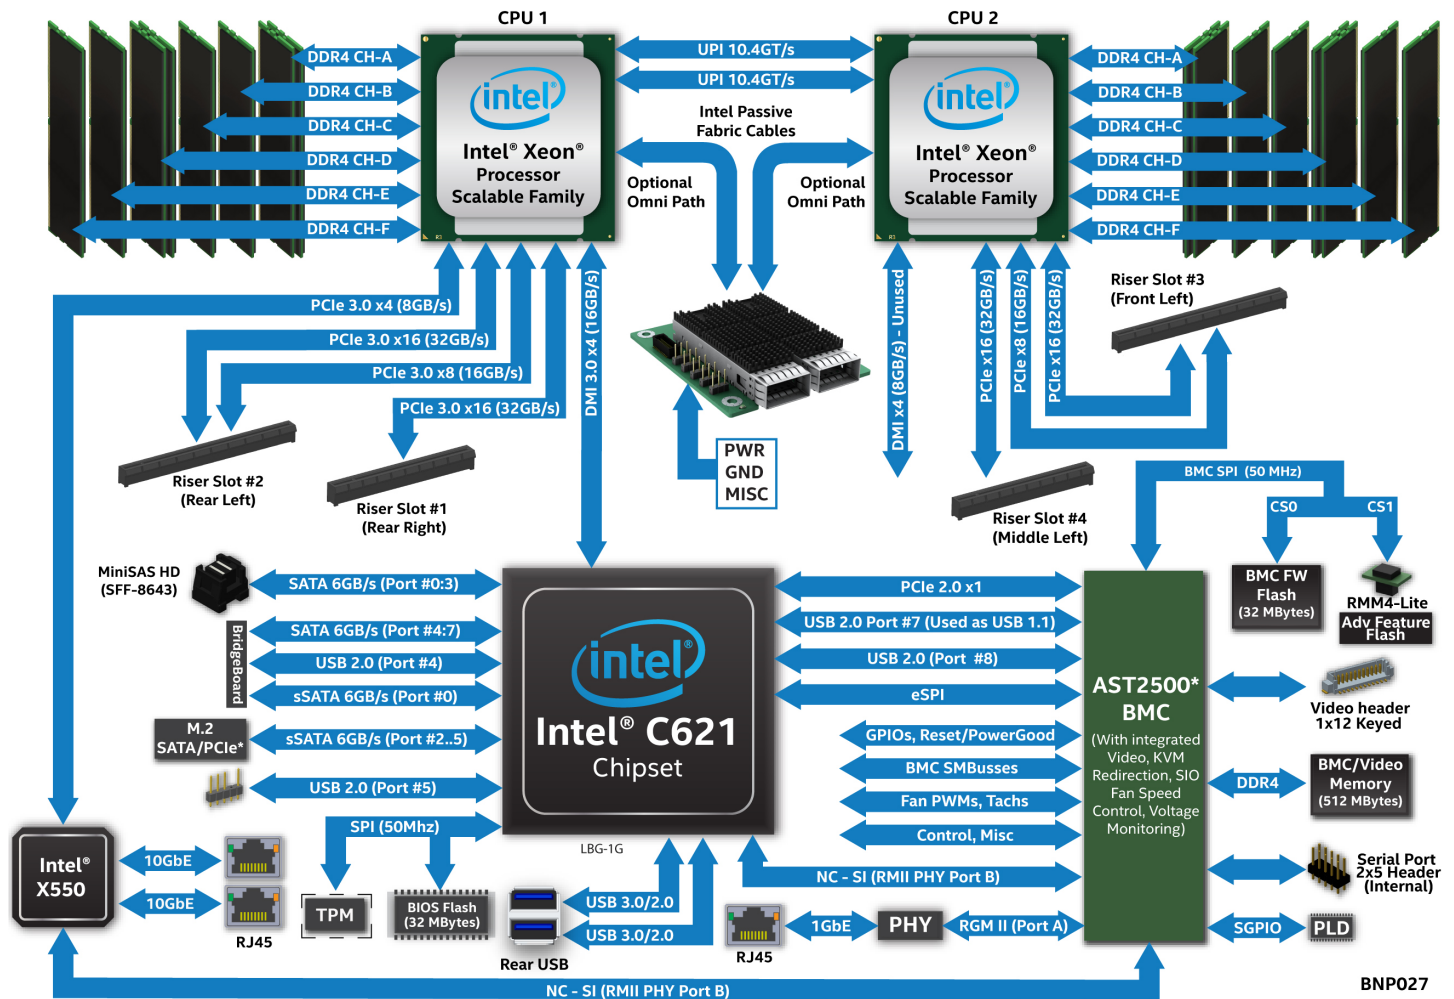 CPU 1
CPU 2
DDR4 CH-A
DDR4 CH-B
DDR4 CH-C
DDR4 CH-D
DDR4 CH-E
DDR4 CH-F
intel®
Intel® Xeon®
Processor
Scalable Family
R3
UPI 10.4GT/s
UPI 10.4GT/s
Intel Passive
Fabric Cables
Optional
Omni Path
Optional
Omni Path
intel®
Intel® Xeon®
Processor
Scalable Family
R3
DDR4 CH-A
DDR4 CH-B
DDR4 CH-C
DDR4 CH-D
DDR4 CH-E
DDR4 CH-F
PCIe 3.0 x4 (8GB/s)
PCIe 3.0 x16 (32GB/s)
PCIe 3.0 x8 (16GB/s)
PCIe 3.0 x16 (32GB/s)
DMI 3.0 x4 (16GB/s)
DMI x4 (8GB/s) - Unused
PCIe x16 (32GB/s)
PCIe x8 (16GB/s)
PCIe x16 (32GB/s)
Riser Slot #3
(Front Left)
Riser Slot #2
(Rear Left)
Riser Slot #1
(Rear Right)
PWR
GND
MISC
Riser Slot #4
(Middle Left)
BMC SPI (50 MHz)
CS0
CS1
BMC FW
Flash
(32 MBytes)
RMM4-Lite
Adv Feature
Flash
MiniSAS HD
(SFF-8643)
SATA 6GB/s (Port #0:3)
BridgeBoard
SATA 6GB/s (Port #4:7)
USB 2.0 (Port #4)
sSATA 6GB/s (Port #0)
M.2
SATA/PCIe*
sSATA 6GB/s (Port #2..5)
USB 2.0 (Port #5)
SPI (50Mhz)
intel®
Intel® C621
Chipset
LBG-1G
PCIe 2.0 x1
USB 2.0 Port #7 (Used as USB 1.1)
USB 2.0 (Port #8)
eSPI
GPIOs, Reset/PowerGood
BMC SMBusses
Fan PWMs, Tachs
Control, Misc
NC - SI (RMII PHY Port B)
AST2500*
BMC
(With integrated
Video, KVM
Redirection, SIO
Fan Speed
Control, Voltage
Monitoring)
Video header
1x12 Keyed
DDR4
BMC/Video
Memory
(512 MBytes)
Serial Port
2x5 Header
(Internal)
SGPIO
PLD
Intel®
X550
10GbE
10GbE
RJ45
TPM
BIOS Flash
(32 MBytes)
USB 3.0/2.0
USB 3.0/2.0
Rear USB
RJ45
1GbE
PHY
RGM II (Port A)
NC - SI (RMII PHY Port B)
BNP027